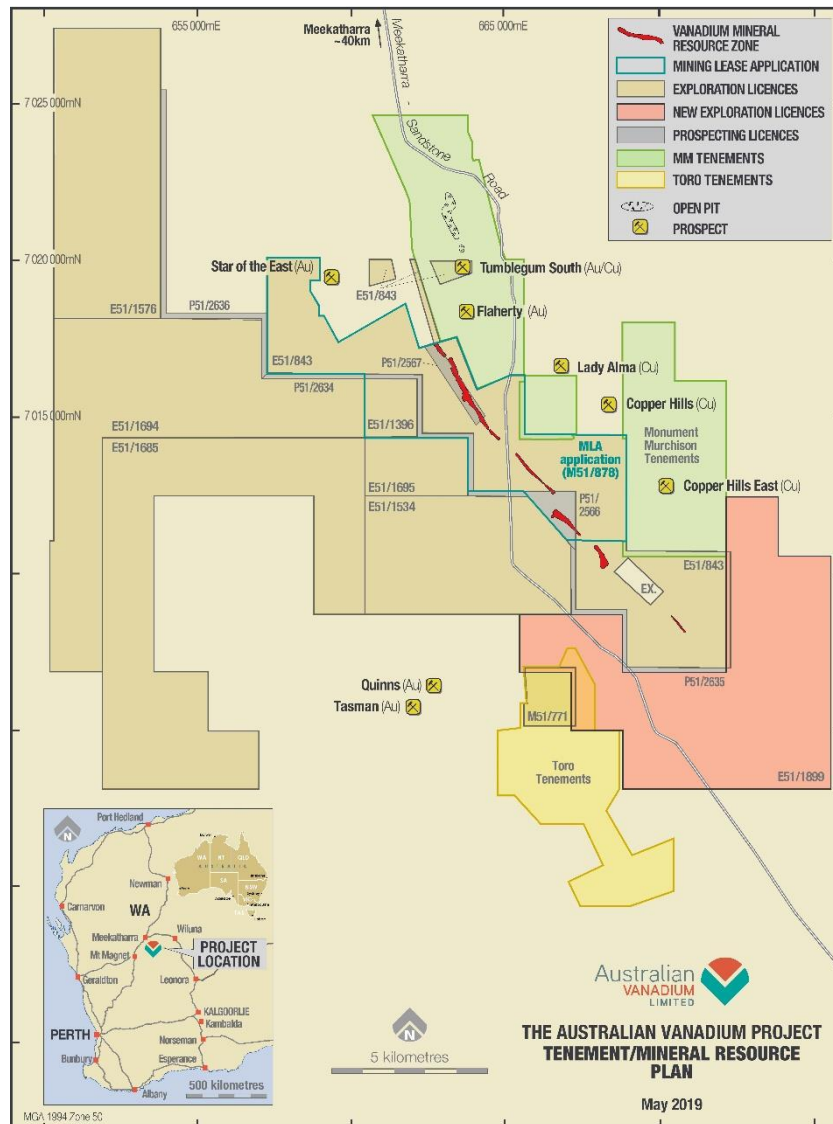 655 000mE
665 000mE
Meekatharra
~40km
Meekatharra - Sandstone Road
7 025 000mN
7 020 000mN
7 015 000mN
VANADIUM MINERAL
RESOURCE ZONE
MINING LEASE APPLICATION
EXPLORATION LICENCES
NEW EXPLORATION LICENCES
PROSPECTING LICENCES
MM TENEMENTS
TORO TENEMENTS
OPEN PIT
PROSPECT
Star of the East (Au)
Tumblegum South (Au/Cu)
E51/843
Flaherty (Au)
E51/1576
P51/2636
E51/843
P51/2567
P51/2634
Lady Alma (Cu)
Copper Hills (Cu)
E51/1694
E51/1396
E51/1685
Monument
Murchison
Tenements
MLA
application
(M51/878)
Copper Hills East (Cu)
E51/1695
E51/1534
P51/
2566
E51/843
EX.
P51/2635
Quinns (Au)
Tasman (Au)
M51/771
E51/1899
Toro
Tenements
N
Port Hedland
Newman
Carnarvon
WA
Meekatharra
Wiluna
Mt Magnet
PROJECT
LOCATION
Geraldton
Leonora
KALGOORLIE
Kambalda
PERTH
Norseman
Bunbury
Esperance
Albany
500 kilometres
WA
NT
QLD
AUSTRALIA
SA
NSW
MGA 1994 Zone 50
N
5 kilometres
Australian
VANADIUM
LIMITED
THE AUSTRALIAN VANADIUM PROJECT
TENEMENT/MINERAL RESOURCE
PLAN
May 2019